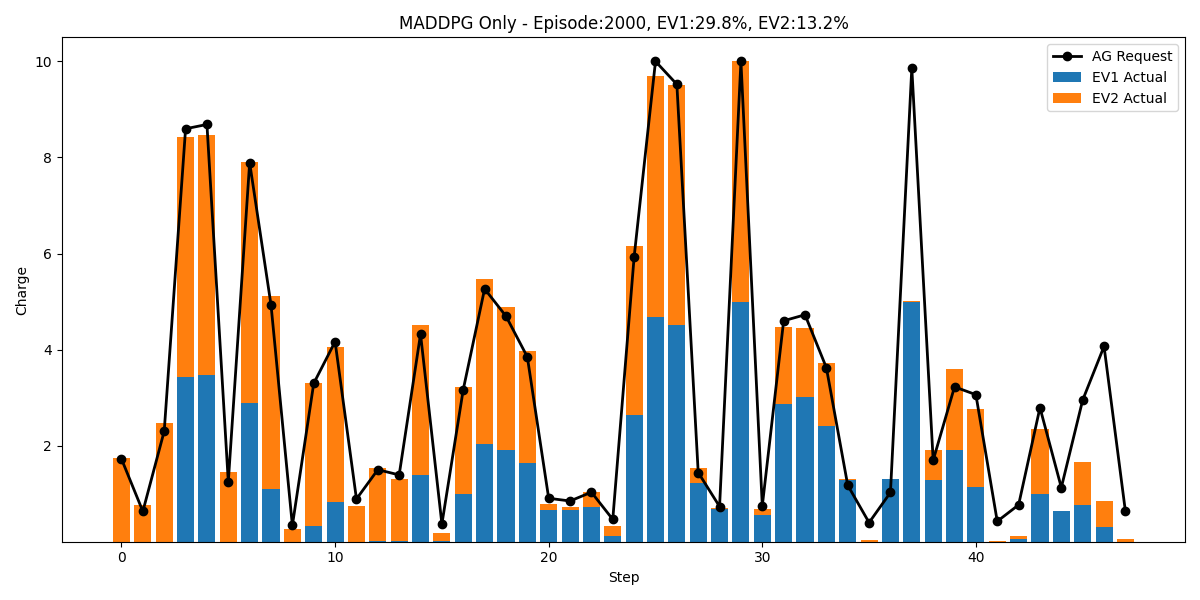 MADDPG Only - Episode:2000, EV1:29.8%, EV2:13.2%
AG Request
EV1 Actual
EV2 Actual
Charge
10
8
6
4
2
0
10
20
30
40
Step